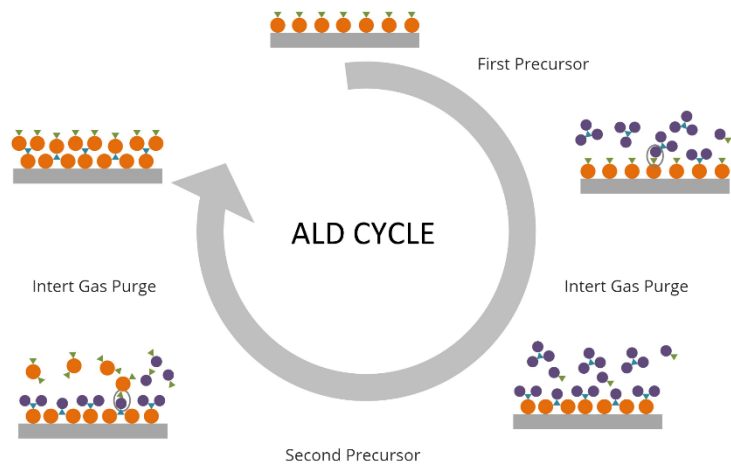 First Precursor
ALD CYCLE
Intert Gas Purge
Intert Gas Purge
Second Precursor